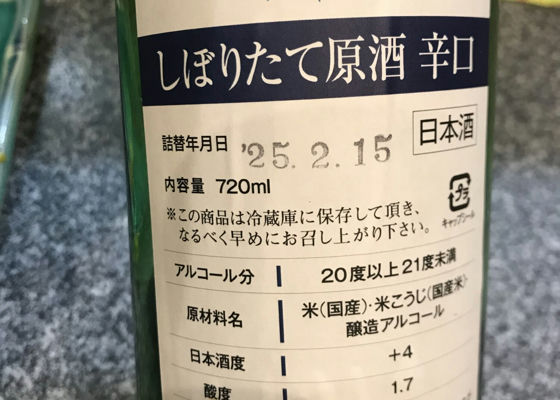 しぼりたて原酒 辛口
詰替年月日 '25.2.15 日本酒
内容量 720ml
プラ
キャップシール
※この商品は冷蔵庫に保存して頂き、
なるべく早めにお召し上がり下さい。
アルコール分 20度以上21度未満
原材料名 米(国産)・米こうじ(国産米)
醸造アルコール
日本酒度 +4
酸度 1.7